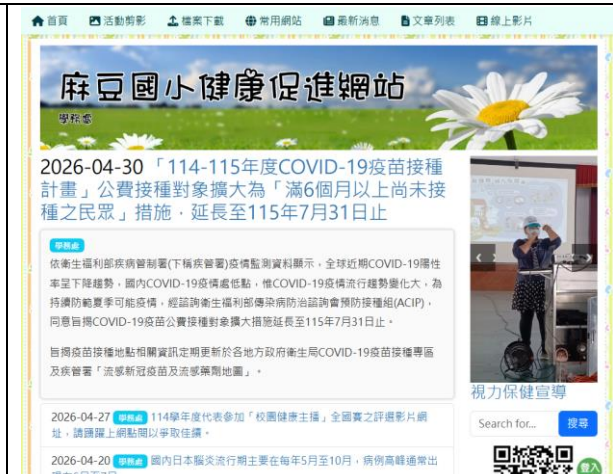 首頁 活動剪影 檔案下載 常用網站 最新消息 文章列表 線上影片
麻豆國小健康促進網站
學務處
2026-04-30「114-115年度COVID-19疫苗接種
計畫」公費接種對象擴大為「滿6個月以上尚未接
種之民眾」措施，延長至115年7月31日止
學務處
依衛生福利部疾病管制署(下稱疾管署)疫情監測資料顯示，全球近期COVID-19陽性
率呈下降趨勢，國內COVID-19疫情處低點，惟COVID-19疫情流行趨勢變化大，為
持續防範夏季可能疫情，經諮詢衛生福利部傳染病防治諮詢會預防接種組(ACIP)，
同意旨揭COVID-19疫苗公費接種對象擴大措施延長至115年7月31日止。
旨揭疫苗接種地點相關資訊定期更新於各地方政府衛生局COVID-19疫苗接種專區
及疾管署「流感新冠疫苗及流感藥劑地圖」。
視力保健宣導
Search for... 搜尋
2026-04-27 學務處 114學年度代表參加「校園健康主播」全國賽之評選影片網
址，請踴躍上網點閱以爭取佳績。
2026-04-20 學務處 國內日本腦炎流行期主要在每年5月至10月，病例高峰通常出
登入